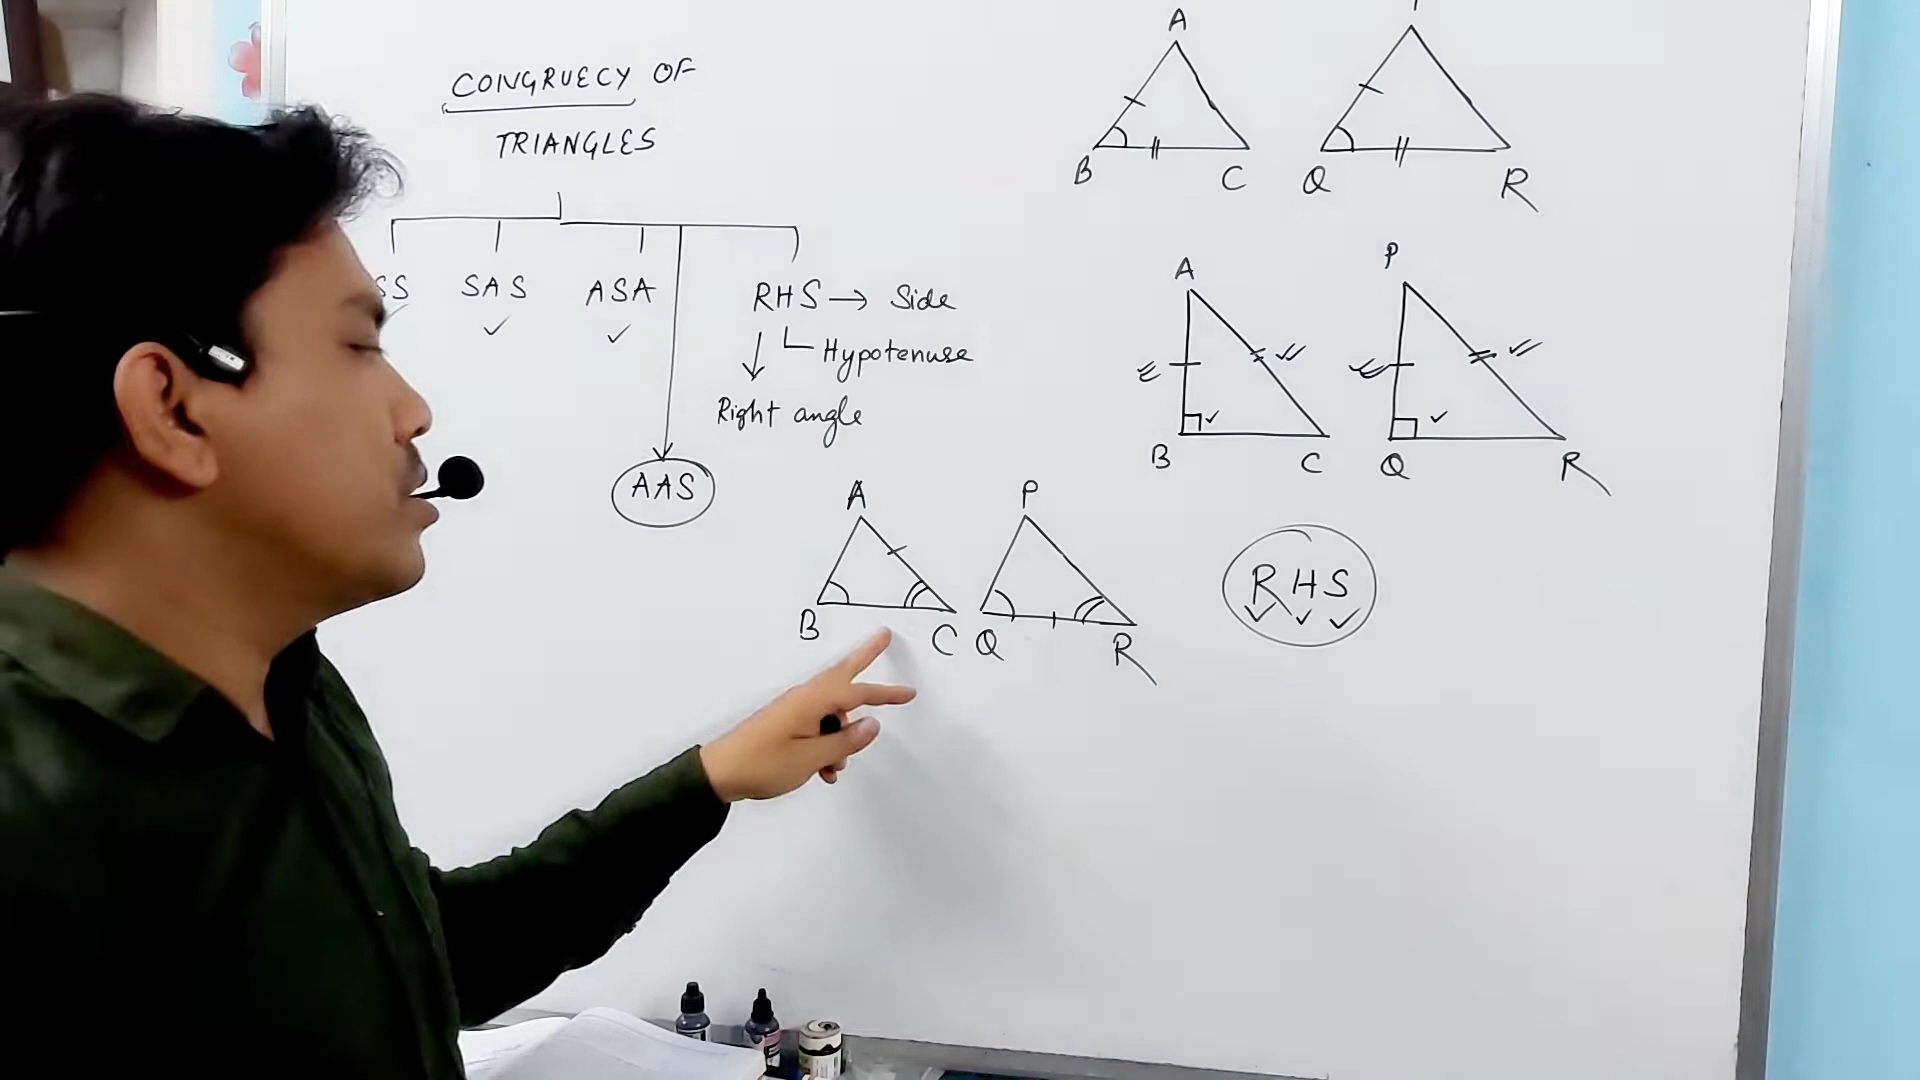 CONGRUECY OF
TRIANGLES
SS SAS ASA RHS → Side
Hypotenuse
Right angle
AAS
A
B C Q R
A P
B C Q R
A P
B C Q R
RHS